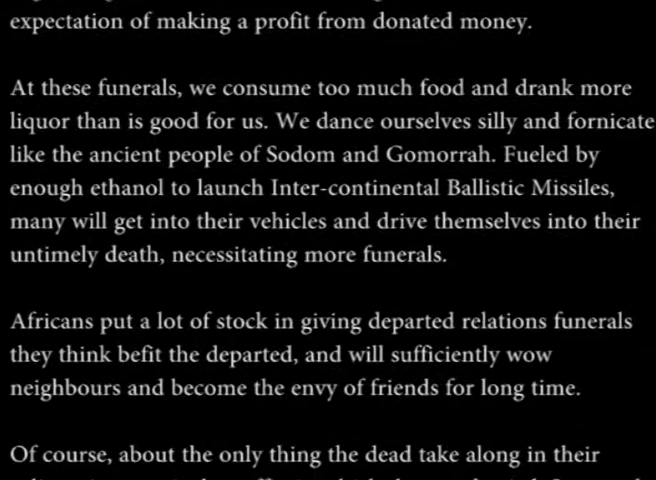 expectation of making a profit from donated money.
At these funerals, we consume too much food and drank more
liquor than is good for us. We dance ourselves silly and fornicate
like the ancient people of Sodom and Gomorrah. Fueled by
enough ethanol to launch Inter-continental Ballistic Missiles,
many will get into their vehicles and drive themselves into their
untimely death, necessitating more funerals.
Africans put a lot of stock in giving departed relations funerals
they think befit the departed, and will sufficiently wow
neighbours and become the envy of friends for long time.
Of course, about the only thing the dead take along in their